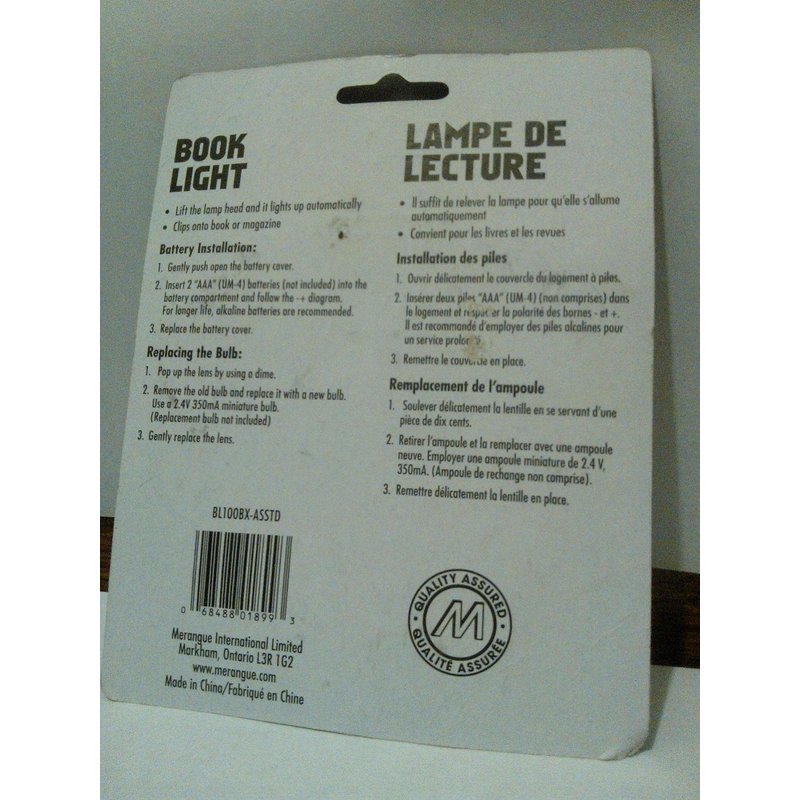 BOOK
LIGHT
• Lift the lamp head and it lights up automatically
• Clips onto book or magazine
Battery Installation:
1. Gently push open the battery cover.
2. Insert 2 "AAA" (UM-4) batteries (not included) into the
battery compartment and follow the -+ diagram.
For longer life, alkaline batteries are recommended.
3. Replace the battery cover.
Replacing the Bulb:
1. Pop up the lens by using a dime.
2. Remove the old bulb and replace it with a new bulb.
Use a 2.4V 350mA miniature bulb.
(Replacement bulb not included)
3. Gently replace the lens.
BL100BX-ASSTD
0 68488 01899 3
Merangue International Limited
Markham, Ontario L3R 1G2
www.merangue.com
Made in China/Fabriqué en Chine
LAMPE DE
LECTURE
• Il suffit de relever la lampe pour qu'elle s'allume
automatiquement
• Convient pour les livres et les revues
Installation des piles
1. Ouvrir délicatement le couvercle du logement à piles.
2. Insérer deux piles "AAA" (UM-4) (non comprises) dans
le logement et respecter la polarité des bornes - et +.
Il est recommandé d'employer des piles alcalines pour
un service prolongé.
3. Remettre le couvercle en place.
Remplacement de l'ampoule
1. Soulever délicatement la lentille en se servant d'une
pièce de dix cents.
2. Retirer l'ampoule et la remplacer avec une ampoule
neuve. Employer une ampoule miniature de 2.4 V,
350mA. (Ampoule de rechange non comprise).
3. Remettre délicatement la lentille en place.
QUALITY ASSURED
M
QUALITÉ ASSURÉE